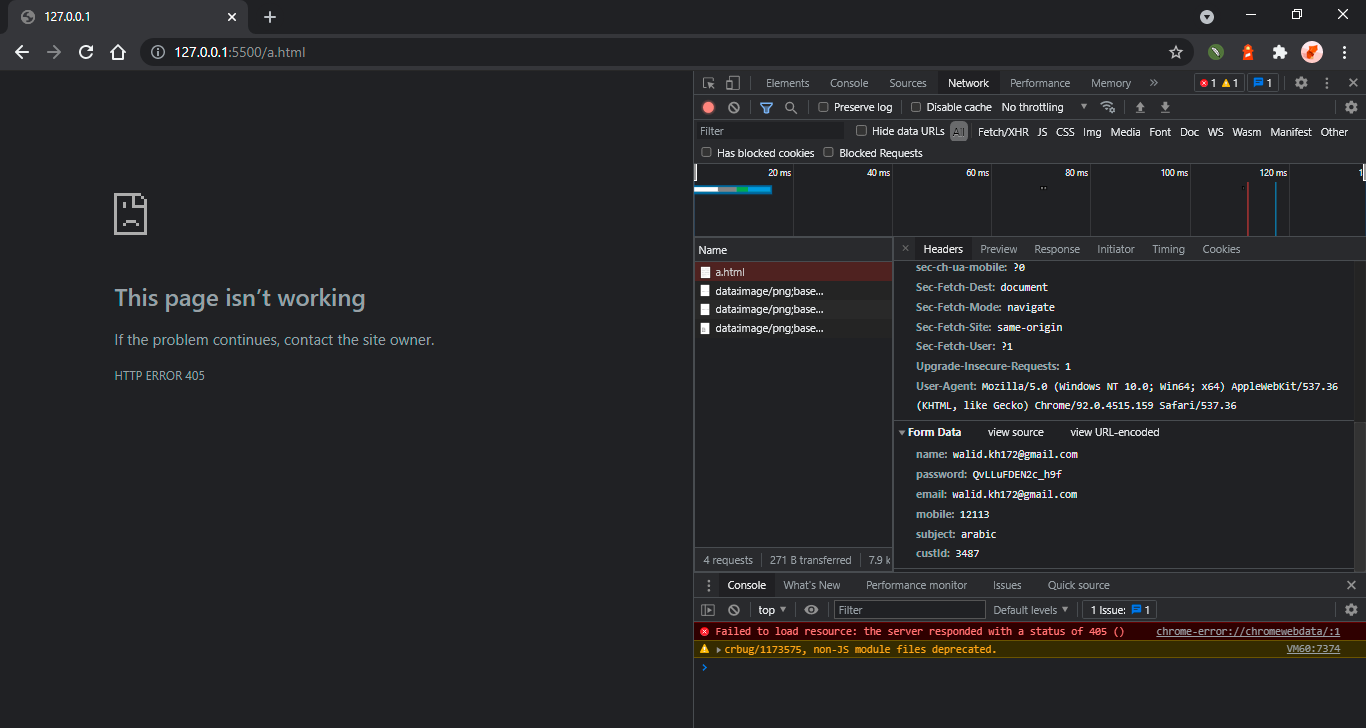 127.0.0.1
127.0.0.1:5500/a.html
This page isn’t working
If the problem continues, contact the site owner.
HTTP ERROR 405
Elements Console Sources Network Performance Memory » 1 1 1
Preserve log Disable cache No throttling
Filter Hide data URLs All Fetch/XHR JS CSS Img Media Font Doc WS Wasm Manifest Other
Has blocked cookies Blocked Requests
20 ms 40 ms 60 ms 80 ms 100 ms 120 ms 1
Name
a.html
data:image/png;base...
data:image/png;base...
data:image/png;base...
4 requests 271 B transferred 7.9 k
Headers Preview Response Initiator Timing Cookies
sec-ch-ua-mobile: ?0
Sec-Fetch-Dest: document
Sec-Fetch-Mode: navigate
Sec-Fetch-Site: same-origin
Sec-Fetch-User: ?1
Upgrade-Insecure-Requests: 1
User-Agent: Mozilla/5.0 (Windows NT 10.0; Win64; x64) AppleWebKit/537.36
(KHTML, like Gecko) Chrome/92.0.4515.159 Safari/537.36
Form Data view source view URL-encoded
name: walid.kh172@gmail.com
password: QvLLuFDEN2c_h9f
email: walid.kh172@gmail.com
mobile: 12113
subject: arabic
custId: 3487
Console What's New Performance monitor Issues Quick source
top Filter Default levels 1 Issue: 1
Failed to load resource: the server responded with a status of 405 () chrome-error://chromewebdata/:1
crbug/1173575, non-JS module files deprecated. VM60:7374